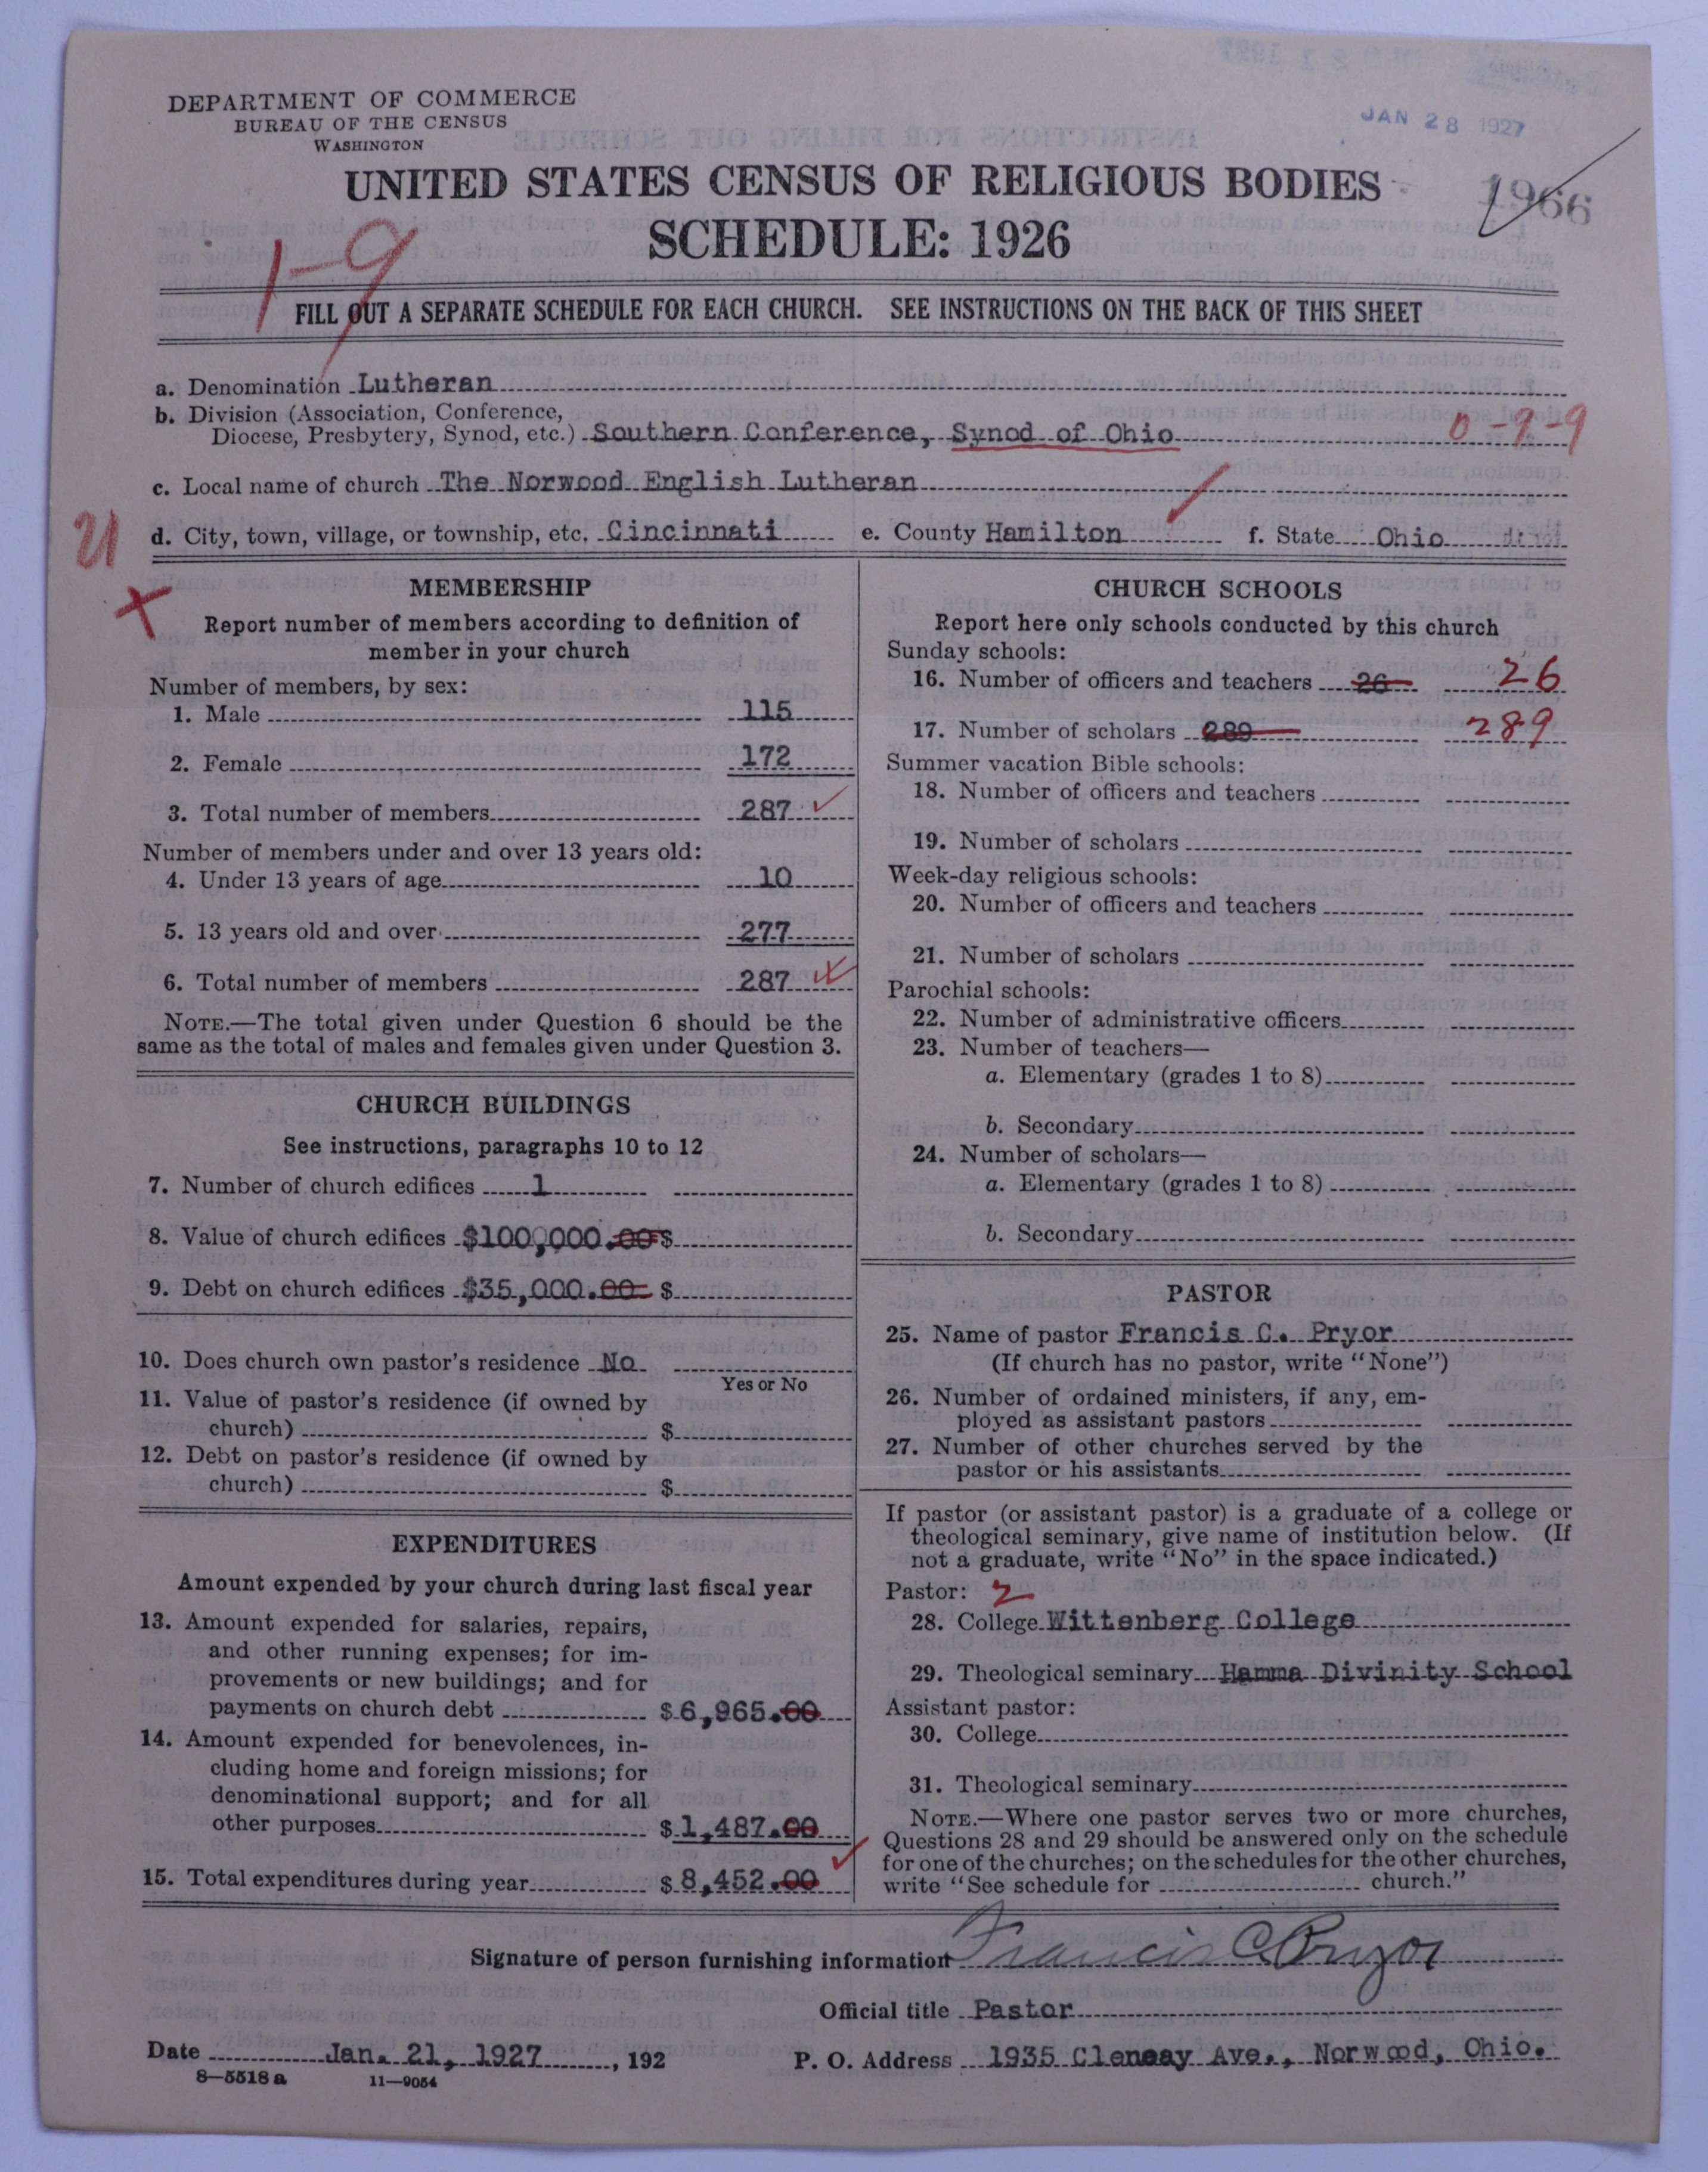 JAN 28 1927
DEPARTMENT OF COMMERCE
BUREAU OF THE CENSUS
WASHINGTON
UNITED STATES CENSUS OF RELIGIOUS BODIES
1966
SCHEDULE: 1926
1-9
FILL OUT A SEPARATE SCHEDULE FOR EACH CHURCH. SEE INSTRUCTIONS ON THE BACK OF THIS SHEET
a. Denomination Lutheran
b. Division (Association, Conference,
Diocese, Presbytery, Synod, etc.) Southern Conference, Synod of Ohio 0-9-9
c. Local name of church The Norwood English Lutheran
21
d. City, town, village, or township, etc. Cincinnati e. County Hamilton f. State Ohio
MEMBERSHIP
Report number of members according to definition of
member in your church
Number of members, by sex:
1. Male 115
2. Female 172
3. Total number of members 287
Number of members under and over 13 years old:
4. Under 13 years of age 10
5. 13 years old and over 277
6. Total number of members 287
NOTE.—The total given under Question 6 should be the
same as the total of males and females given under Question 3.
CHURCH BUILDINGS
See instructions, paragraphs 10 to 12
7. Number of church edifices 1
8. Value of church edifices $100,000.00 $
9. Debt on church edifices $35,000.00 $
10. Does church own pastor's residence No
Yes or No
11. Value of pastor's residence (if owned by
church) $
12. Debt on pastor's residence (if owned by
church) $
EXPENDITURES
Amount expended by your church during last fiscal year
13. Amount expended for salaries, repairs,
and other running expenses; for im-
provements or new buildings; and for
payments on church debt $ 6,965.00
14. Amount expended for benevolences, in-
cluding home and foreign missions; for
denominational support; and for all
other purposes $ 1,487.00
15. Total expenditures during year $ 8,452.00
CHURCH SCHOOLS
Report here only schools conducted by this church
Sunday schools:
16. Number of officers and teachers 26 26
17. Number of scholars 289 289
Summer vacation Bible schools:
18. Number of officers and teachers
19. Number of scholars
Week-day religious schools:
20. Number of officers and teachers
21. Number of scholars
Parochial schools:
22. Number of administrative officers
23. Number of teachers—
a. Elementary (grades 1 to 8)
b. Secondary
24. Number of scholars—
a. Elementary (grades 1 to 8)
b. Secondary
PASTOR
25. Name of pastor Francis C. Pryor
(If church has no pastor, write "None")
26. Number of ordained ministers, if any, em-
ployed as assistant pastors
27. Number of other churches served by the
pastor or his assistants
If pastor (or assistant pastor) is a graduate of a college or
theological seminary, give name of institution below. (If
not a graduate, write "No" in the space indicated.)
Pastor: 2
28. College Wittenberg College
29. Theological seminary Hamma Divinity School
Assistant pastor:
30. College
31. Theological seminary
NOTE.—Where one pastor serves two or more churches,
Questions 28 and 29 should be answered only on the schedule
for one of the churches; on the schedules for the other churches,
write "See schedule for church."
Signature of person furnishing information Francis C. Pryor
Official title Pastor
Date Jan. 21, 1927, 192 P. O. Address 1935 Ave., Norwood, Ohio.
8—5518 a 11—9054